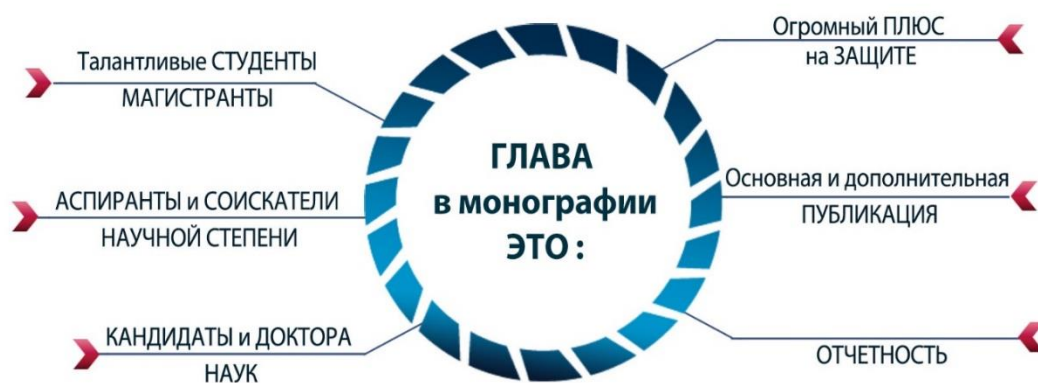 Талантливые СТУДЕНТЫ
МАГИСТРАНТЫ
АСПИРАНТЫ и СОИСКАТЕЛИ
НАУЧНОЙ СТЕПЕНИ
КАНДИДАТЫ и ДОКТОРА
НАУК
ГЛАВА
в монографии
ЭТО :
Огромный ПЛЮС
на ЗАЩИТЕ
Основная и дополнительная
ПУБЛИКАЦИЯ
ОТЧЕТНОСТЬ